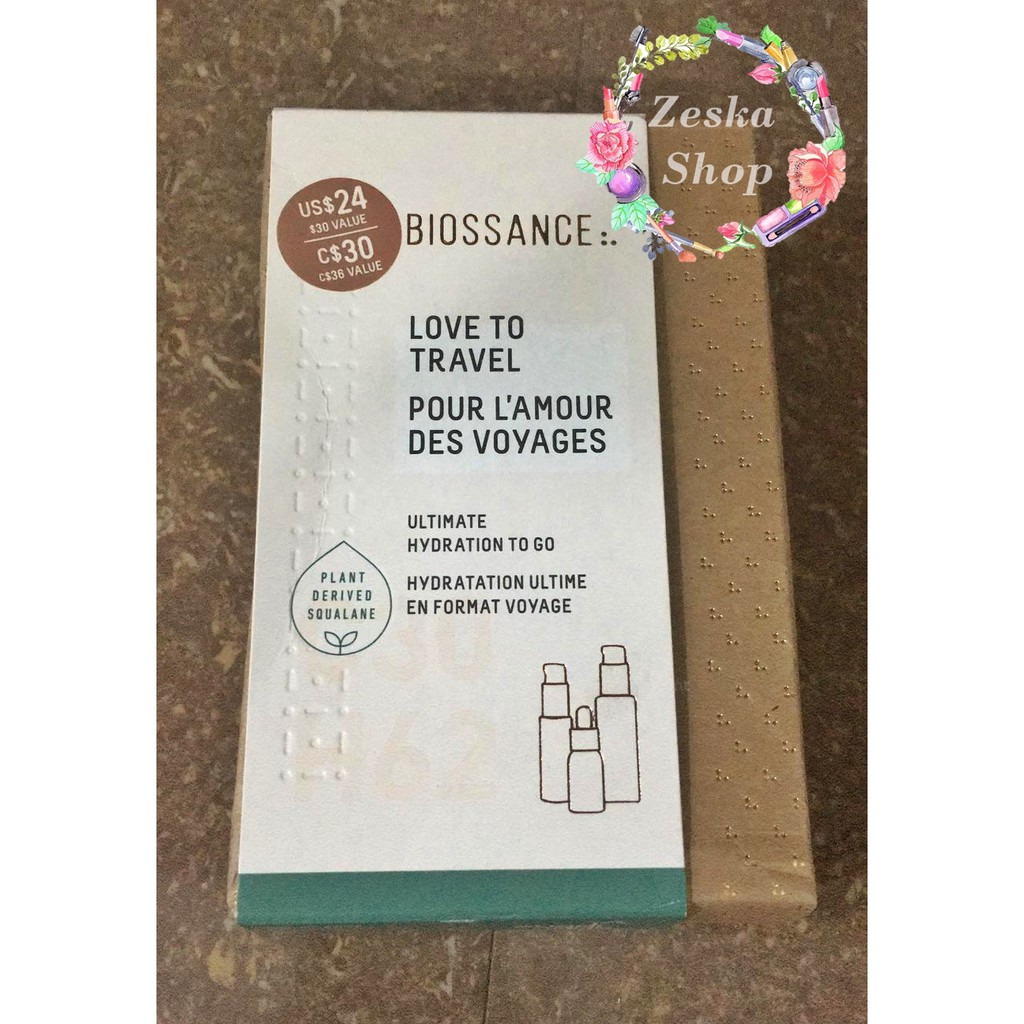 Zeska
Shop
US$24
$30 VALUE
C$30
C$36 VALUE
BIOSSANCE:.
LOVE TO
TRAVEL
POUR L'AMOUR
DES VOYAGES
ULTIMATE
HYDRATION TO GO
HYDRATATION ULTIME
EN FORMAT VOYAGE
PLANT
DERIVED
SQUALANE